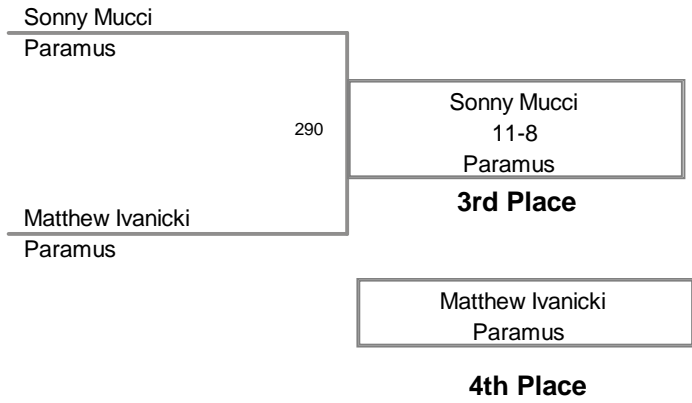 Sonny Mucci
Paramus
290
Sonny Mucci
11-8
Paramus
3rd Place
Matthew Ivanicki
Paramus
Matthew Ivanicki
Paramus
4th Place